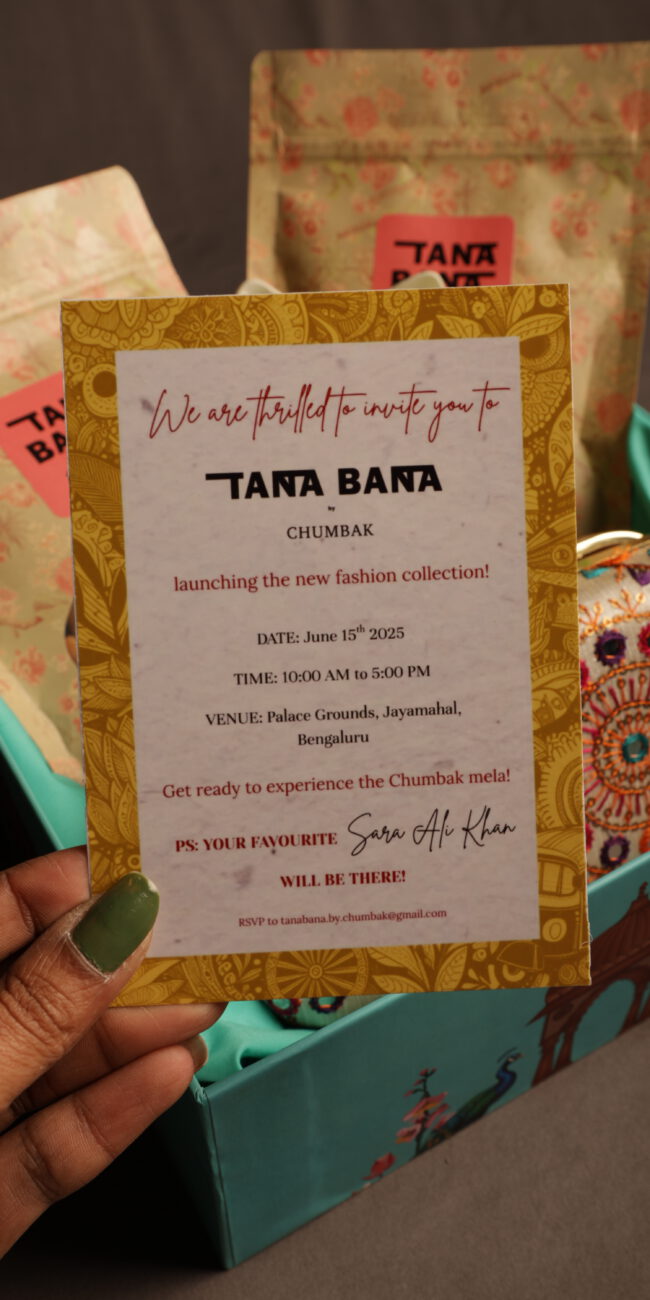 TANA
BANA
TA
BA
We are thrilled to invite you to
TANA BANA
by
CHUMBAK
launching the new fashion collection!
DATE: June 15th 2025
TIME: 10:00 AM to 5:00 PM
VENUE: Palace Grounds, Jayamahal,
Bengaluru
Get ready to experience the Chumbak mela!
PS: YOUR FAVOURITE Sara Ali Khan
WILL BE THERE!
RSVP to tanabana.by.chumbak@gmail.com